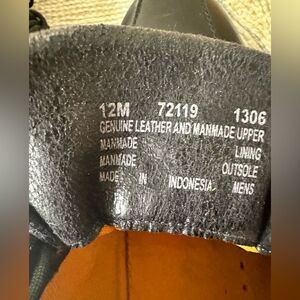 12M 72119 1306
GENUINE LEATHER AND MANMADE UPPER
MANMADE LINING
MANMADE OUTSOLE
MADE IN INDONESIA MENS